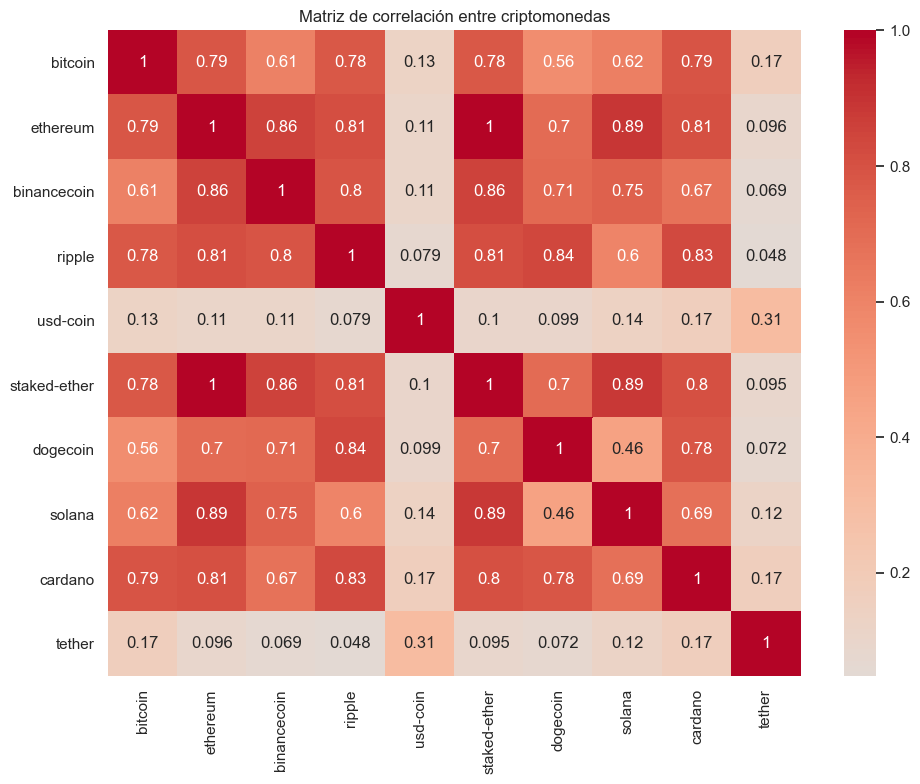 Matriz de correlación entre criptomonedas
bitcoin 1 0.79 0.61 0.78 0.13 0.78 0.56 0.62 0.79 0.17
ethereum 0.79 1 0.86 0.81 0.11 1 0.7 0.89 0.81 0.096
binancecoin 0.61 0.86 1 0.8 0.11 0.86 0.71 0.75 0.67 0.069
ripple 0.78 0.81 0.8 1 0.079 0.81 0.84 0.6 0.83 0.048
usd-coin 0.13 0.11 0.11 0.079 1 0.1 0.099 0.14 0.17 0.31
staked-ether 0.78 1 0.86 0.81 0.1 1 0.7 0.89 0.8 0.095
dogecoin 0.56 0.7 0.71 0.84 0.099 0.7 1 0.46 0.78 0.072
solana 0.62 0.89 0.75 0.6 0.14 0.89 0.46 1 0.69 0.12
cardano 0.79 0.81 0.67 0.83 0.17 0.8 0.78 0.69 1 0.17
tether 0.17 0.096 0.069 0.048 0.31 0.095 0.072 0.12 0.17 1
bitcoin
ethereum
binancecoin
ripple
usd-coin
staked-ether
dogecoin
solana
cardano
tether
1.0
0.8
0.6
0.4
0.2